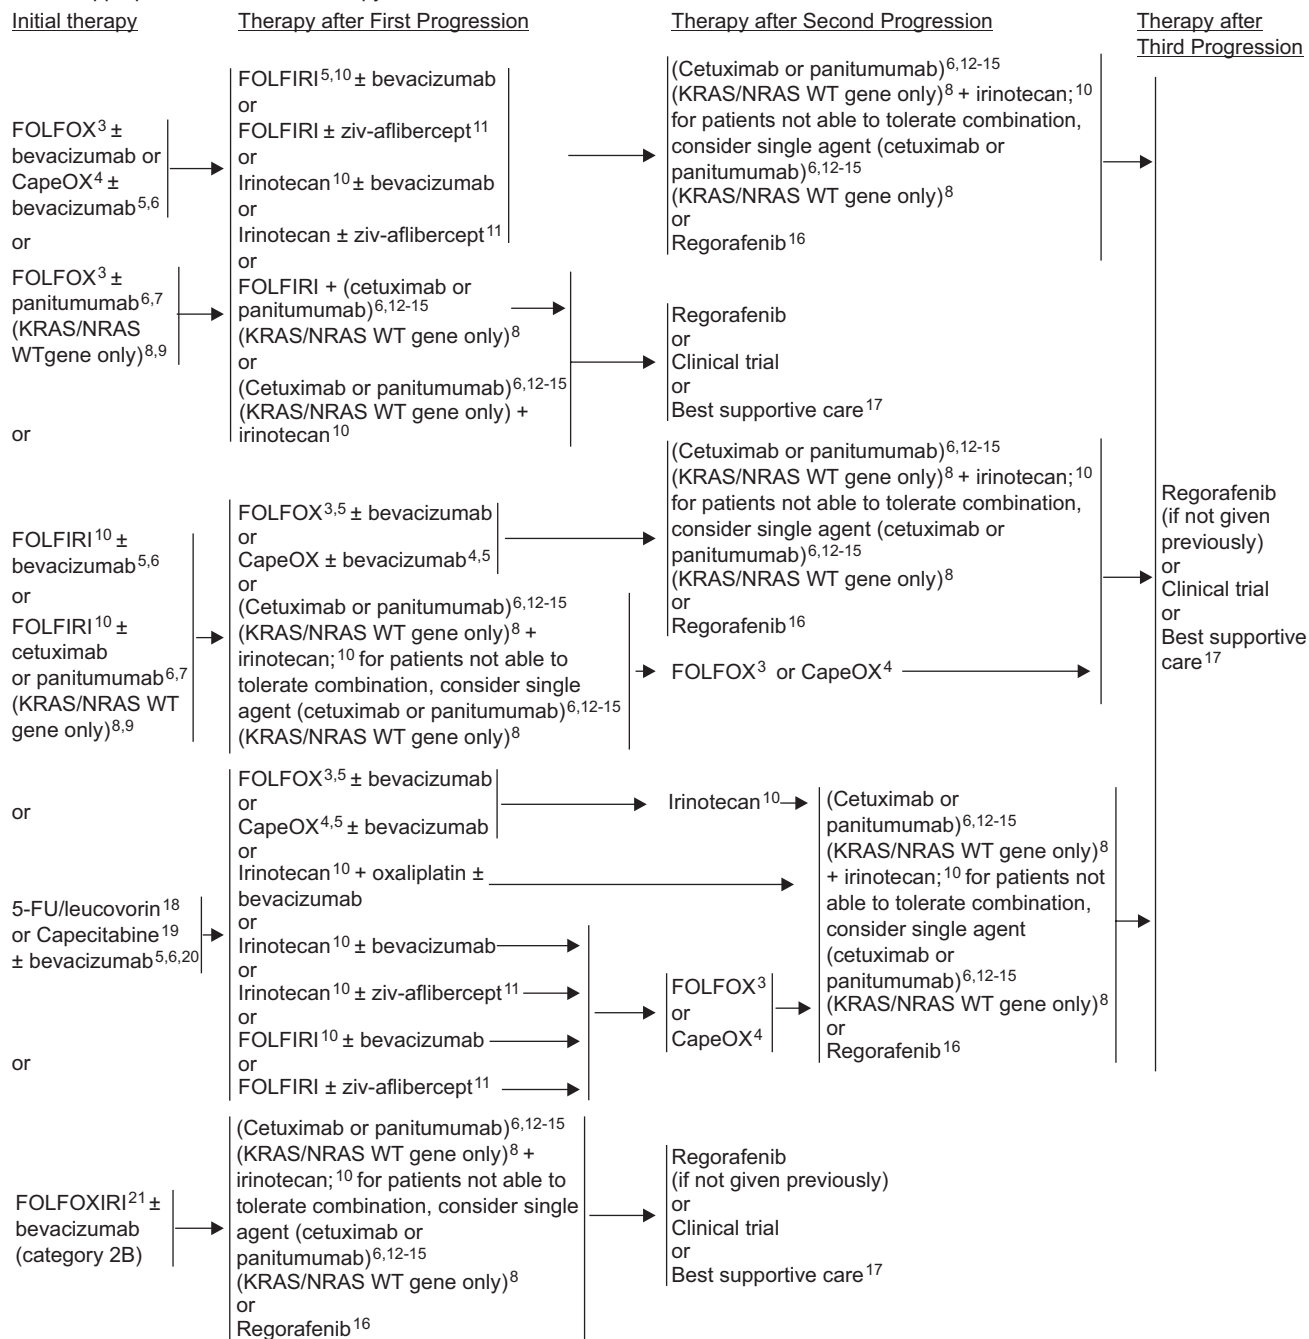 Initial therapy
Therapy after First Progression
Therapy after Second Progression
Therapy after
Third Progression
FOLFOX3 ±
bevacizumab or
CapeOX4 ±
bevacizumab5,6
or
FOLFOX3 ±
panitumumab6,7
(KRAS/NRAS
WTgene only)8,9
or
FOLFIRI5,10 ± bevacizumab
or
FOLFIRI ± ziv-aflibercept11
or
Irinotecan10 ± bevacizumab
or
Irinotecan ± ziv-aflibercept11
or
FOLFIRI + (cetuximab or
panitumumab)6,12-15
(KRAS/NRAS WT gene only)8
or
(Cetuximab or panitumumab)6,12-15
(KRAS/NRAS WT gene only) +
irinotecan10
(Cetuximab or panitumumab)6,12-15
(KRAS/NRAS WT gene only)8 + irinotecan;10
for patients not able to tolerate combination,
consider single agent (cetuximab or
panitumumab)6,12-15
(KRAS/NRAS WT gene only)8
or
Regorafenib16
Regorafenib
or
Clinical trial
or
Best supportive care17
FOLFIRI10 ±
bevacizumab5,6
or
FOLFIRI10 ±
cetuximab
or panitumumab6,7
(KRAS/NRAS WT
gene only)8,9
or
FOLFOX3,5 ± bevacizumab
or
CapeOX ± bevacizumab4,5
or
(Cetuximab or panitumumab)6,12-15
(KRAS/NRAS WT gene only)8 +
irinotecan;10 for patients not able to
tolerate combination, consider single
agent (cetuximab or panitumumab)6,12-15
(KRAS/NRAS WT gene only)8
(Cetuximab or panitumumab)6,12-15
(KRAS/NRAS WT gene only)8 + irinotecan;10
for patients not able to tolerate combination,
consider single agent (cetuximab or
panitumumab)6,12-15
(KRAS/NRAS WT gene only)8
or
Regorafenib16
FOLFOX3 or CapeOX4
Regorafenib
(if not given
previously)
or
Clinical trial
or
Best supportive
care17
5-FU/leucovorin18
or Capecitabine19
± bevacizumab5,6,20
or
FOLFOX3,5 ± bevacizumab
or
CapeOX4,5 ± bevacizumab
or
Irinotecan10 + oxaliplatin ±
bevacizumab
or
Irinotecan10 ± bevacizumab
or
Irinotecan10 ± ziv-aflibercept11
or
FOLFIRI10 ± bevacizumab
or
FOLFIRI ± ziv-aflibercept11
Irinotecan10
FOLFOX3
or
CapeOX4
(Cetuximab or
panitumumab)6,12-15
(KRAS/NRAS WT gene only)8
+ irinotecan;10 for patients not
able to tolerate combination,
consider single agent
(cetuximab or
panitumumab)6,12-15
(KRAS/NRAS WT gene only)8
or
Regorafenib16
FOLFOXIRI21 ±
bevacizumab
(category 2B)
(Cetuximab or panitumumab)6,12-15
(KRAS/NRAS WT gene only)8 +
irinotecan;10 for patients not able to
tolerate combination, consider single
agent (cetuximab or
panitumumab)6,12-15
(KRAS/NRAS WT gene only)8
or
Regorafenib16
Regorafenib
(if not given previously)
or
Clinical trial
or
Best supportive care17